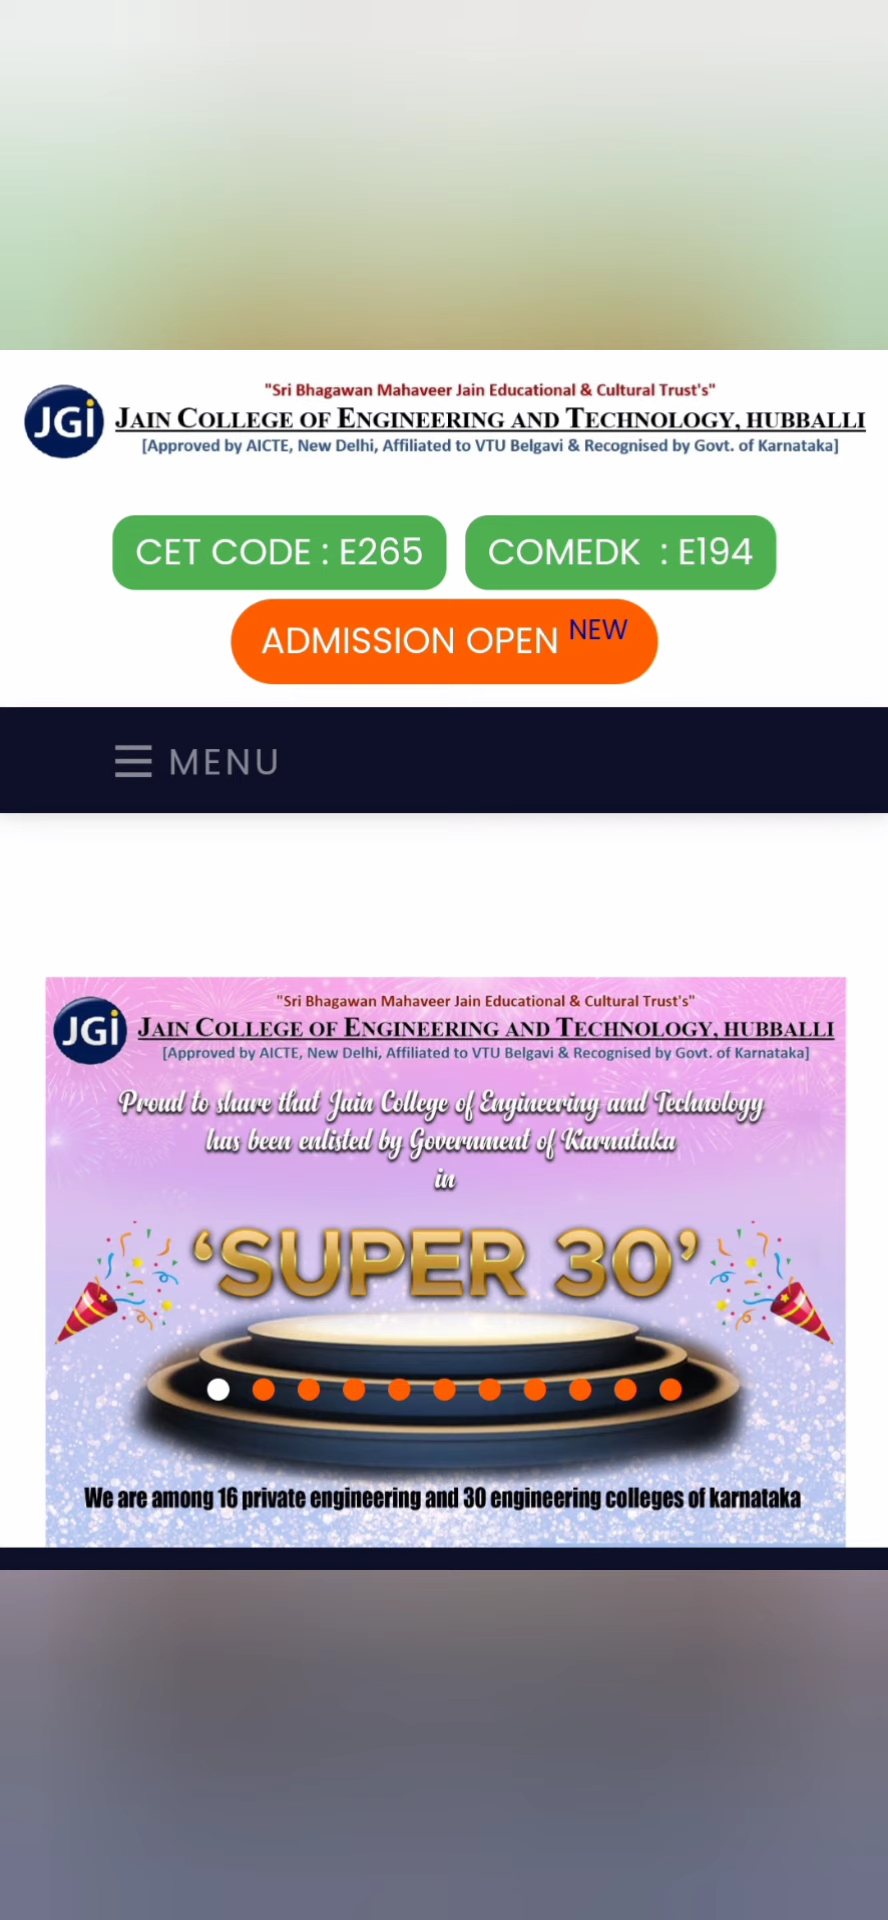 JGi
"Sri Bhagawan Mahaveer Jain Educational & Cultural Trust's"
JAIN COLLEGE OF ENGINEERING AND TECHNOLOGY, HUBBALLI
[Approved by AICTE, New Delhi, Affiliated to VTU Belgavi & Recognised by Govt. of Karnataka]
CET CODE : E265
COMEDK : E194
ADMISSION OPEN NEW
MENU
JGi
"Sri Bhagawan Mahaveer Jain Educational & Cultural Trust's"
JAIN COLLEGE OF ENGINEERING AND TECHNOLOGY, HUBBALLI
[Approved by AICTE, New Delhi, Affiliated to VTU Belgavi & Recognised by Govt. of Karnataka]
Proud to share that Jain College of Engineering and Technology
has been enlisted by Government of Karnataka
in
'SUPER 30'
We are among 16 private engineering and 30 engineering colleges of karnataka